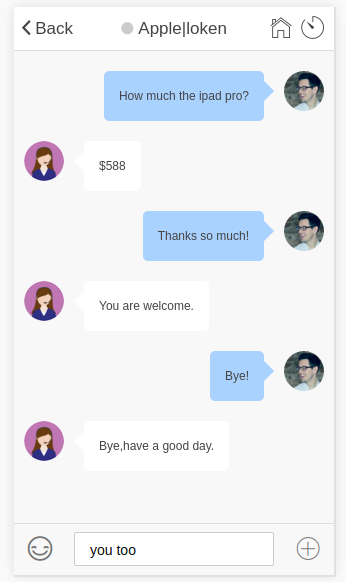 Back
Apple|loken
How much the ipad pro?
$588
Thanks so much!
You are welcome.
Bye!
Bye,have a good day.
you too